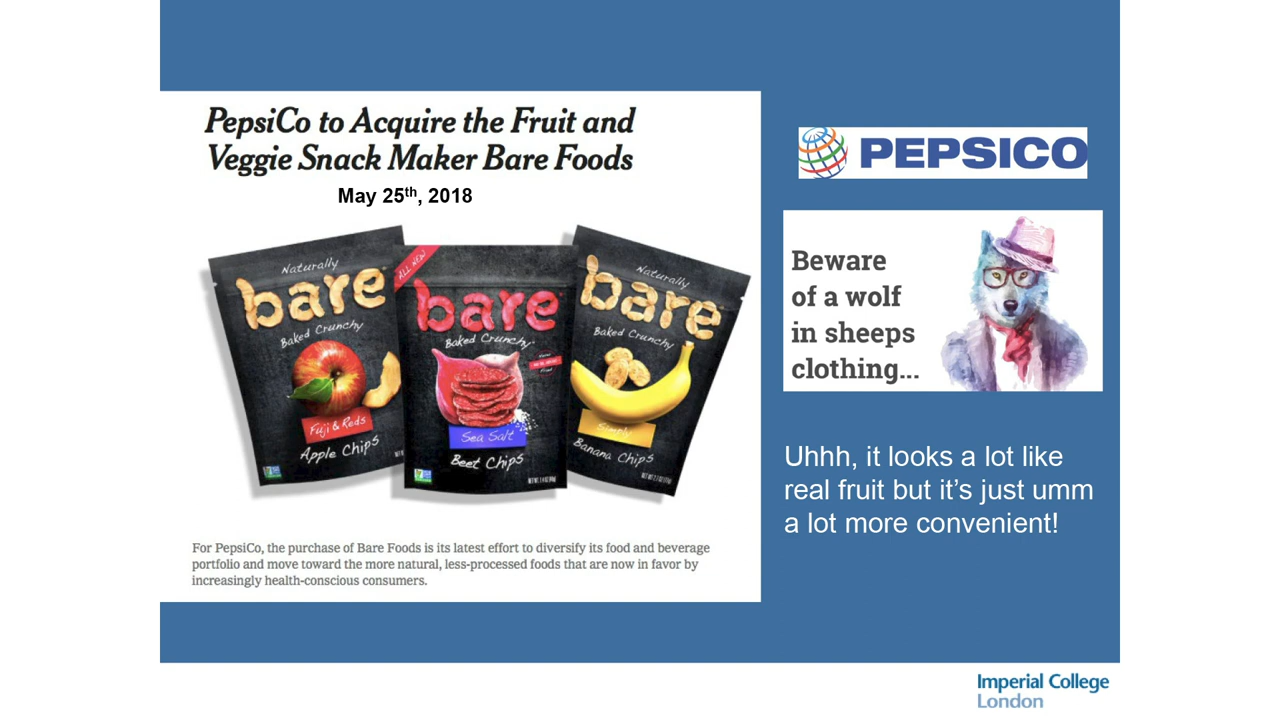 PepsiCo to Acquire the Fruit and
Veggie Snack Maker Bare Foods
May 25th, 2018
Naturally
bare
Baked Crunchy
Fuji & Reds
Apple Chips
ALL NEW
bare
Baked Crunchy
Sea Salt
Beet Chips
Naturally
bare
Baked Crunchy
Simply
Banana Chips
For PepsiCo, the purchase of Bare Foods is its latest effort to diversify its food and beverage
portfolio and move toward the more natural, less-processed foods that are now in favor by
increasingly health-conscious consumers.
PEPSICO
Beware
of a wolf
in sheeps
clothing...
Uhhh, it looks a lot like
real fruit but it’s just umm
a lot more convenient!
Imperial College
London